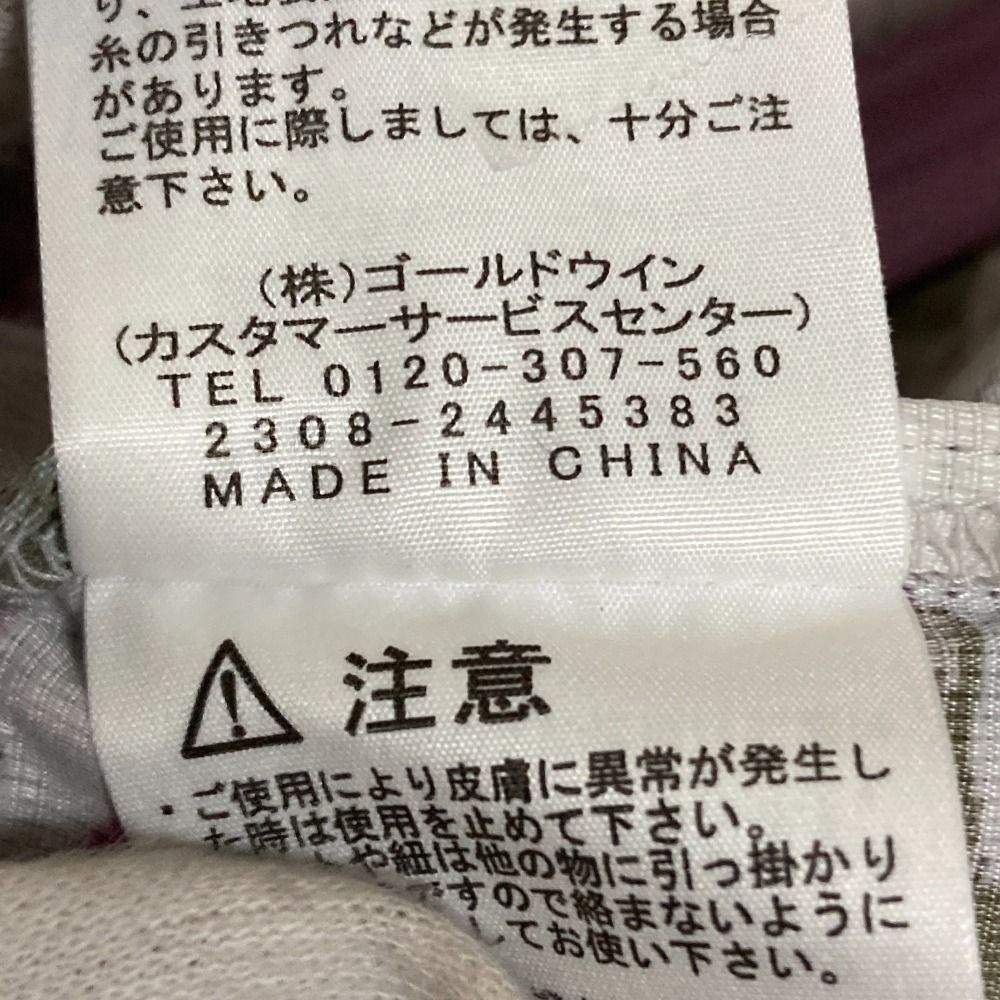 糸の引きつれなどが発生する場合
があります。
ご使用に際しましては、十分ご注
意下さい。
(株)ゴールドウイン
(カスタマーサービスセンター)
TEL 0120-307-560
2308-2445383
MADE IN CHINA
注意
・ご使用により皮膚に異常が発生し
た時は使用を止めて下さい。
や紐は他の物に引っ掛かり
ですので絡まないように
してお使い下さい。